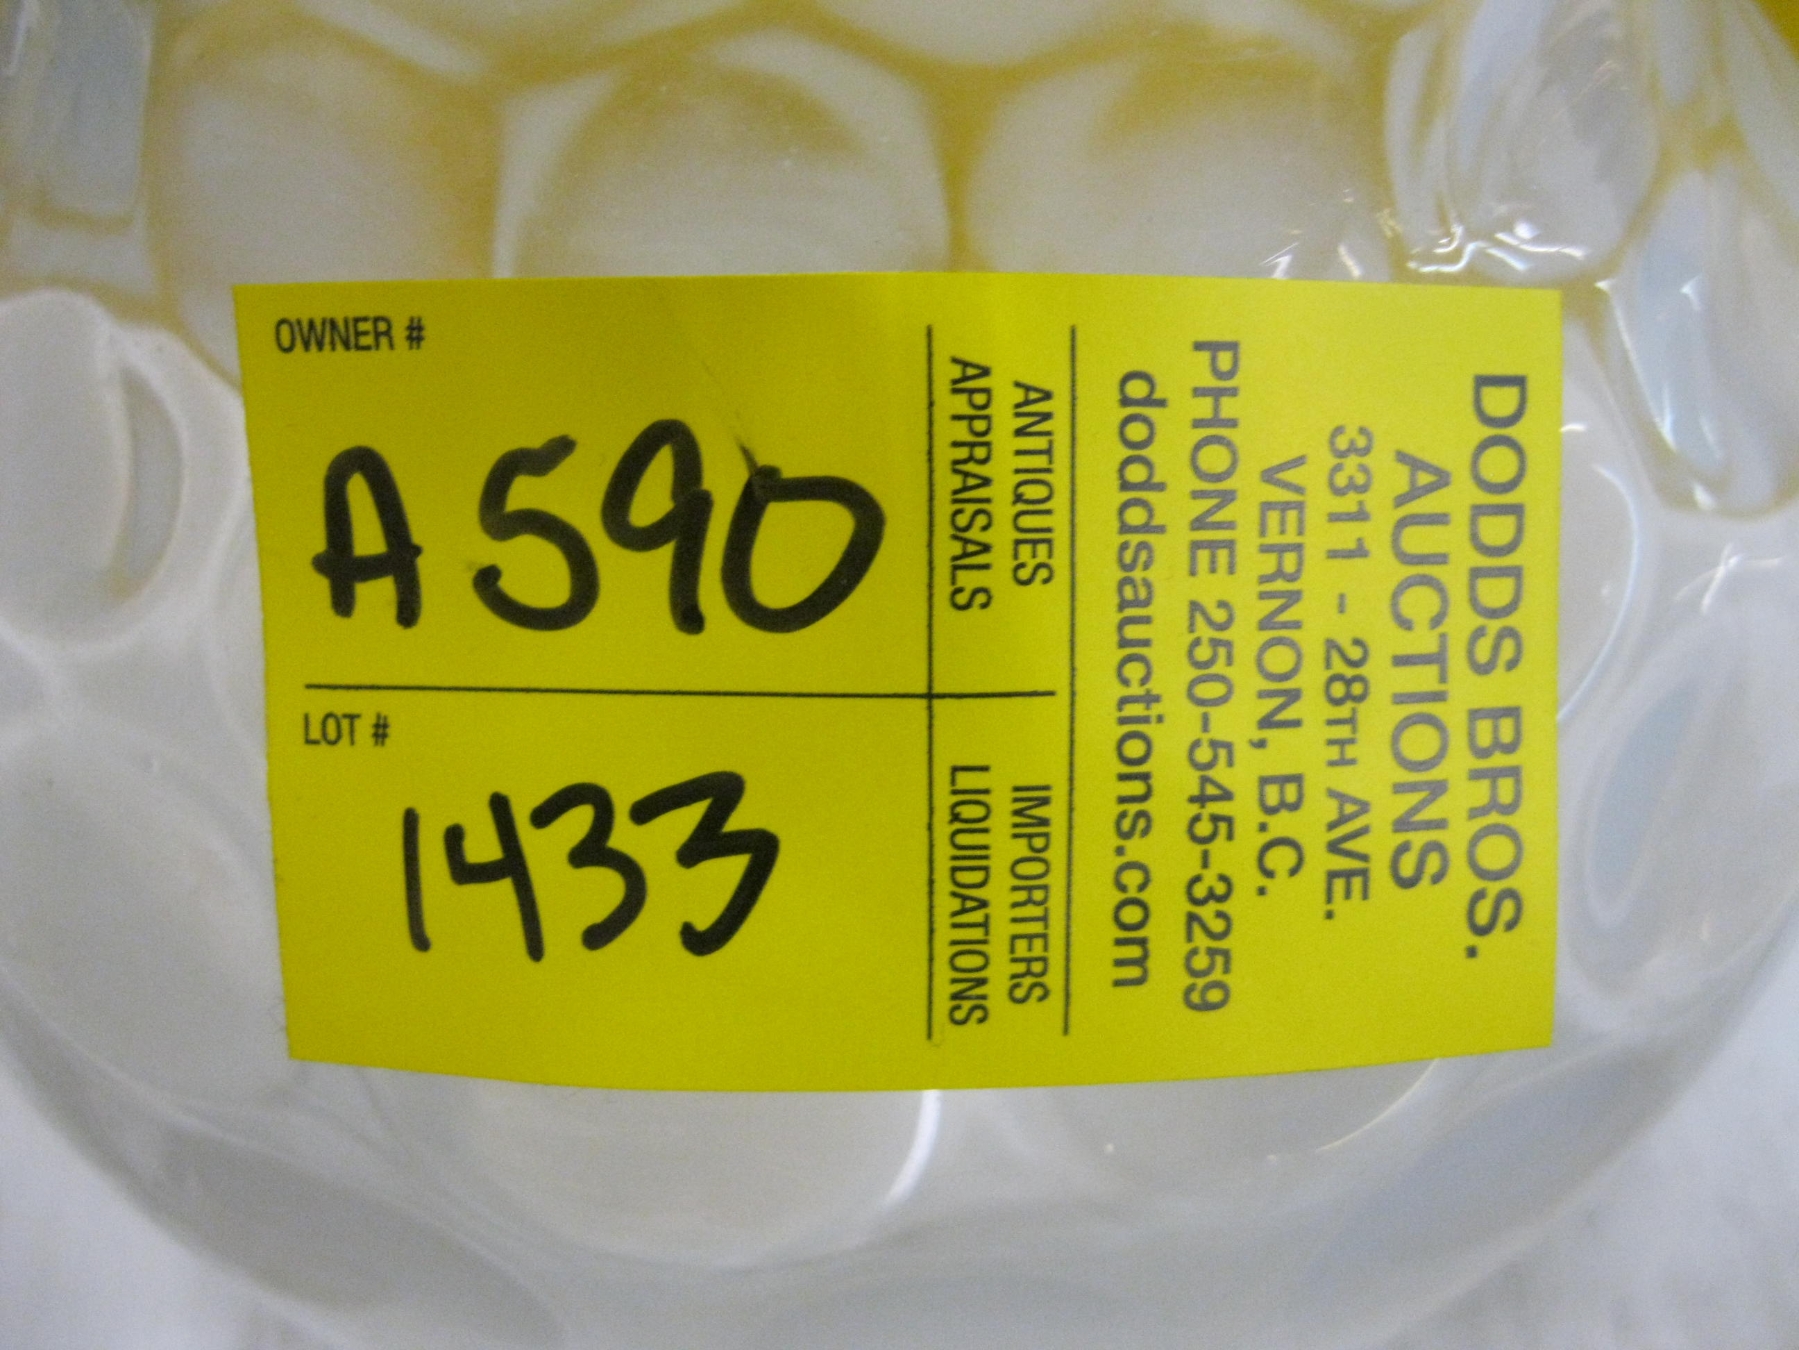 OWNER #
A590
LOT #
1433
ANTIQUES
APPRAISALS
IMPORTERS
LIQUIDATIONS
DODDS BROS.
AUCTIONS
3311 - 28TH AVE.
VERNON, B.C.
PHONE 250-545-3259
doddsauctions.com